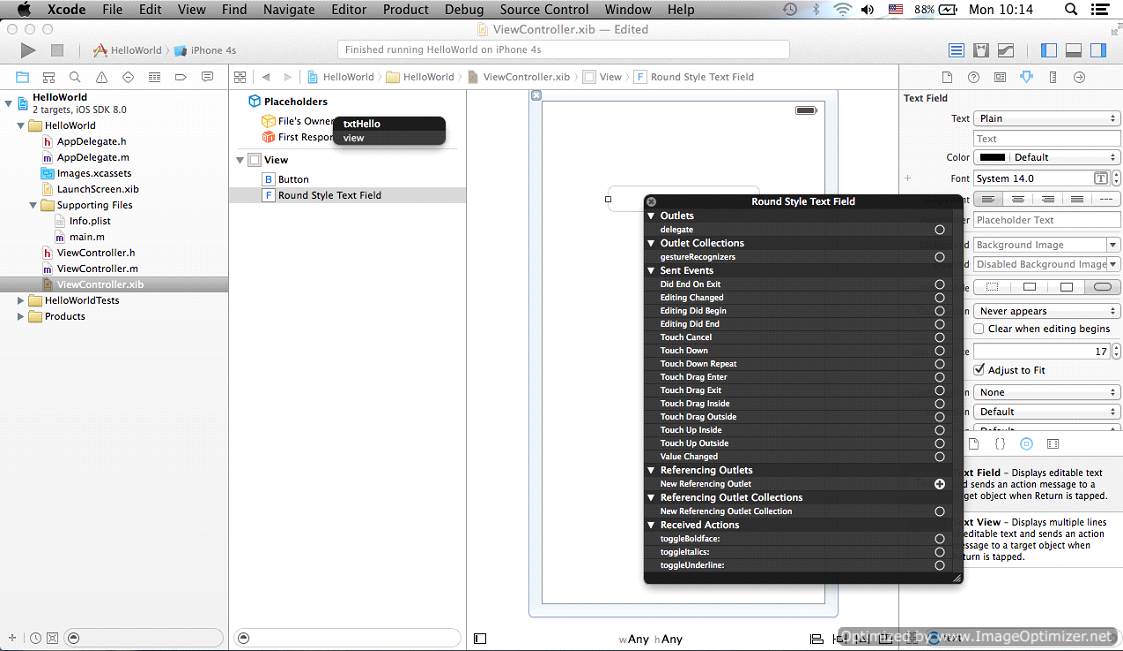 Xcode File Edit View Find Navigate Editor Product Debug Source Control Window Help 88% Mon 10:14
ViewController.xib — Edited
HelloWorld iPhone 4s
Finished running HelloWorld on iPhone 4s
HelloWorld HelloWorld ViewController.xib View F Round Style Text Field
HelloWorld
2 targets, iOS SDK 8.0
HelloWorld
h AppDelegate.h
m AppDelegate.m
Images.xcassets
LaunchScreen.xib
Supporting Files
Info.plist
m main.m
h ViewController.h
m ViewController.m
ViewController.xib
HelloWorldTests
Products
Placeholders
File's Owner
First Respon
txtHello
view
View
B Button
F Round Style Text Field
Round Style Text Field
Outlets
delegate
Outlet Collections
gestureRecognizers
Sent Events
Did End On Exit
Editing Changed
Editing Did Begin
Editing Did End
Touch Cancel
Touch Down
Touch Down Repeat
Touch Drag Enter
Touch Drag Exit
Touch Drag Inside
Touch Drag Outside
Touch Up Inside
Touch Up Outside
Value Changed
Referencing Outlets
New Referencing Outlet
Referencing Outlet Collections
New Referencing Outlet Collection
Received Actions
toggleBoldface:
toggleItalics:
toggleUnderline:
wAny hAny
Text Field
Text Plain
Text
Color Default
+ Font System 14.0 T
Placeholder Text
Background Image
Disabled Background Image
Never appears
Clear when editing begins
17
Adjust to Fit
None
Default
{}
xt Field – Displays editable text
d sends an action message to a
get object when Return is tapped.
xt View – Displays multiple lines
editable text and sends an action
ssage to a target object when
turn is tapped.
Optimized by www.ImageOptimizer.net